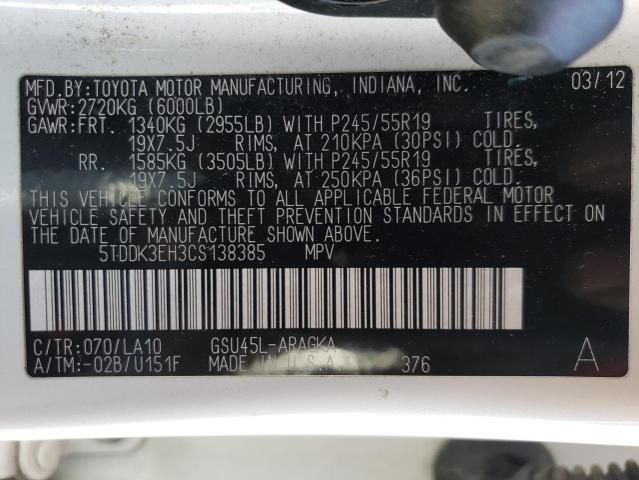 MFD.BY:TOYOTA MOTOR MANUFACTURING, INDIANA, INC. 03/12
GVWR:2720KG (6000LB)
GAWR:FRT. 1340KG (2955LB) WITH P245/55R19 TIRES,
19X7.5J RIMS, AT 210KPA (30PSI) COLD.
RR. 1585KG (3505LB) WITH P245/55R19 TIRES,
19X7.5J RIMS, AT 250KPA (36PSI) COLD.
THIS VEHICLE CONFORMS TO ALL APPLICABLE FEDERAL MOTOR
VEHICLE SAFETY AND THEFT PREVENTION STANDARDS IN EFFECT ON
THE DATE OF MANUFACTURE SHOWN ABOVE.
5TDDK3EH3CS138385 MPV
C/TR:070/LA10 GSU45L-ARAGKA
A/TM:-02B/U151F MADE IN U.S.A. 376 A